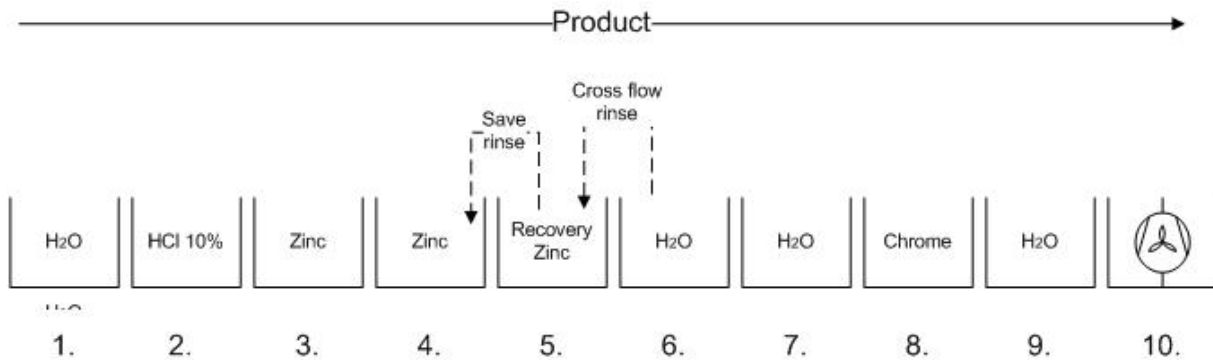 Product
Cross flow
rinse
Save
rinse
H2O
HCl 10%
Zinc
Zinc
Recovery
Zinc
H2O
H2O
Chrome
H2O
1.
2.
3.
4.
5.
6.
7.
8.
9.
10.